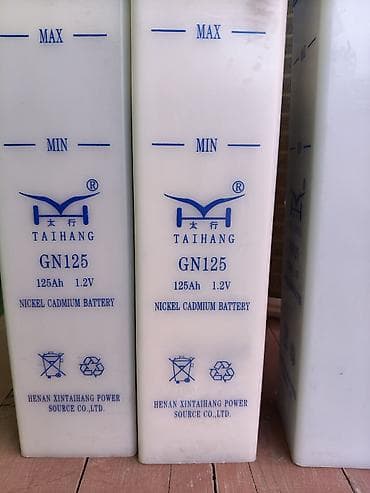 MAX
MIN
®
太 行
TAIHANG
GN125
125Ah 1.2V
NICKEL CADMIUM BATTERY
HENAN XINTAIHANG POWER
SOURCE CO.,LTD.
MAX
MIN
®
太 行
TAIHANG
GN125
125Ah 1.2V
NICKEL CADMIUM BATTERY
HENAN XINTAIHANG POWER
SOURCE CO.,LTD.